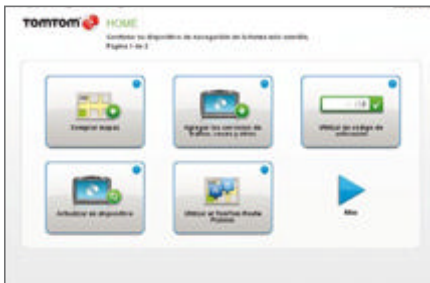 TOMTOM HOME
Gestionar su dispositivo de navegación de la forma más sencilla.
Página 1 de 2
Comprar mapas
Agregar los servicios de
tráfico, voces y otros
Utilizar un código de
activación
Actualizar mi dispositivo
Utilizar el TomTom Route
Planner
Más